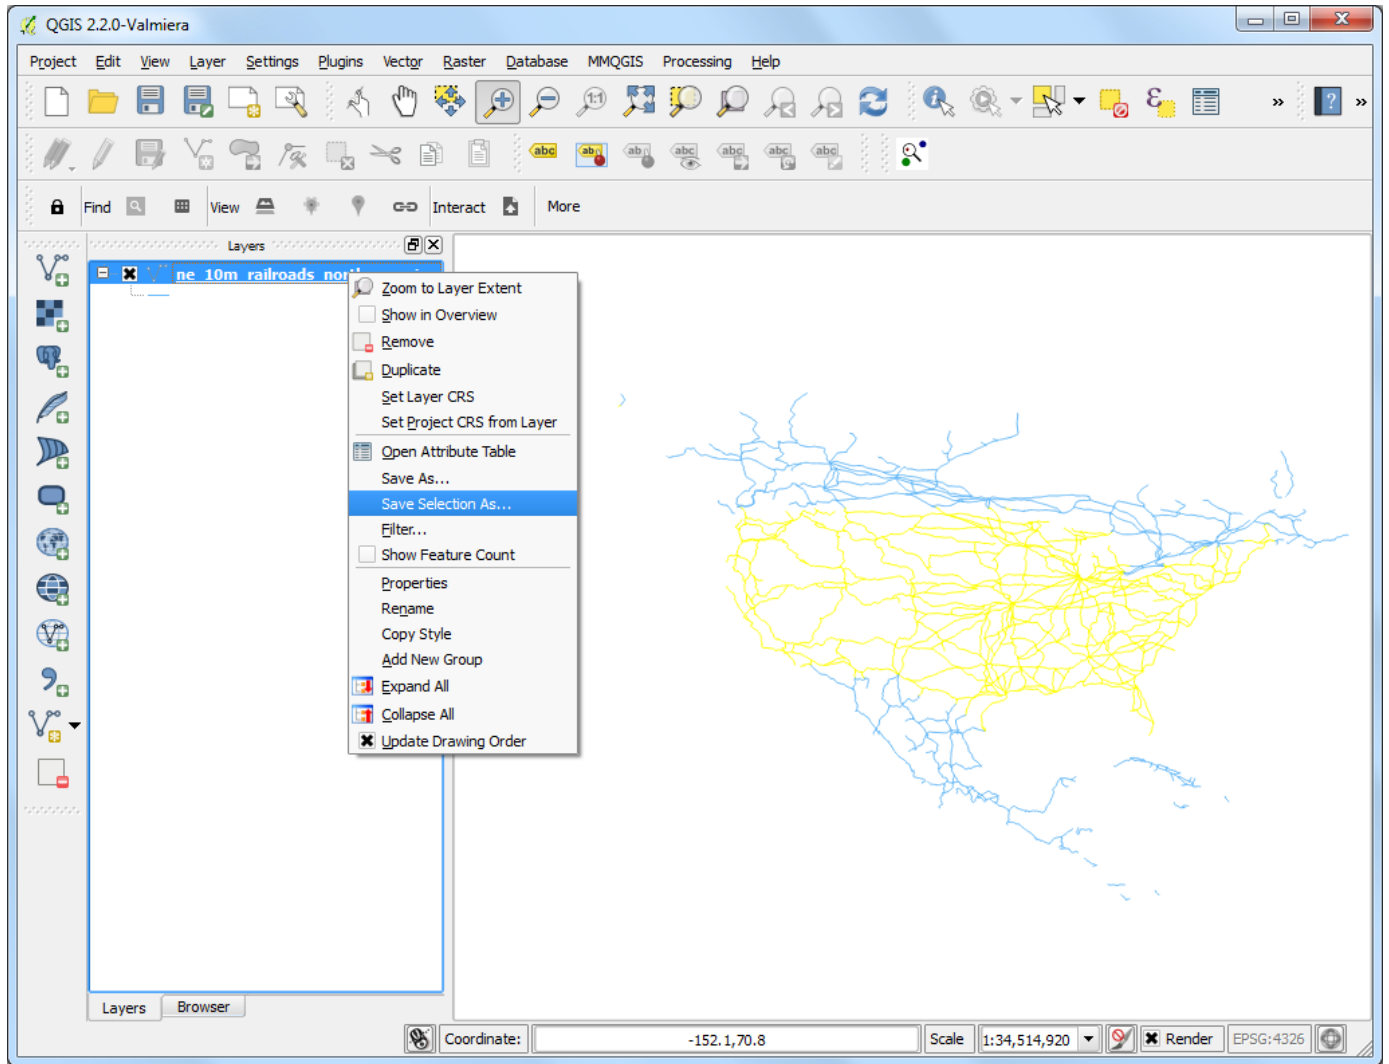 QGIS 2.2.0-Valmiera
Project Edit View Layer Settings Plugins Vector Raster Database MMQGIS Processing Help
1:1
abc
Find View Interact More
Layers
ne_10m_railroads
Zoom to Layer Extent
Show in Overview
Remove
Duplicate
Set Layer CRS
Set Project CRS from Layer
Open Attribute Table
Save As...
Save Selection As...
Filter...
Show Feature Count
Properties
Rename
Copy Style
Add New Group
Expand All
Collapse All
Update Drawing Order
Layers Browser
Coordinate: -152.1,70.8 Scale 1:34,514,920 Render EPSG:4326